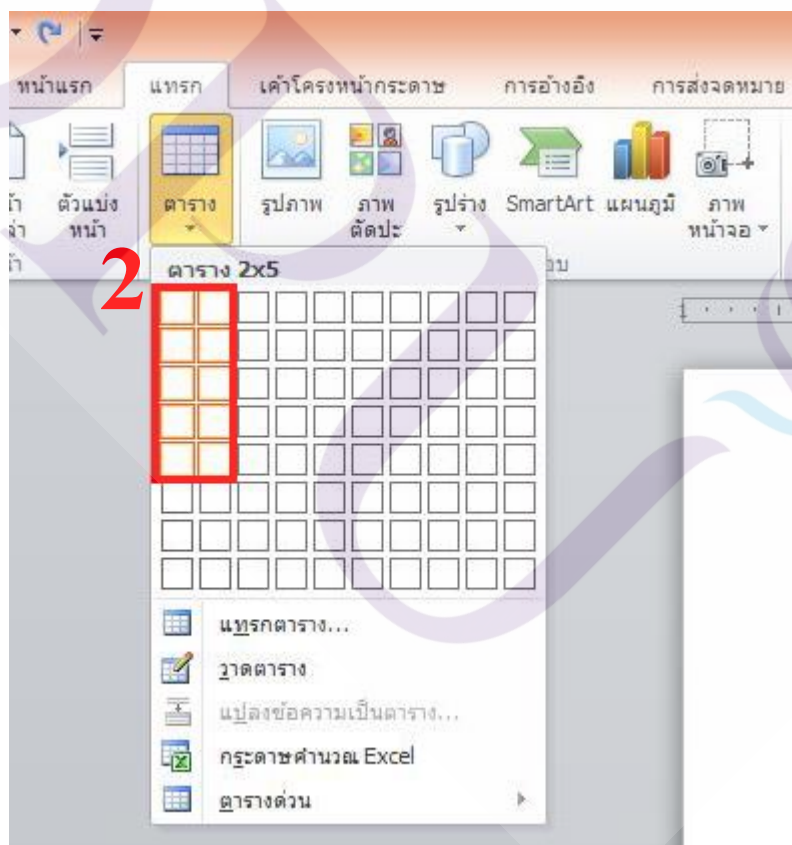 หน้าแรก แทรก เค้าโครงหน้ากระดาษ การอ้างอิง การส่งจดหมาย
ตัวแบ่ง ตาราง รูปภาพ ภาพ รูปร่าง SmartArt แผนภูมิ ภาพ
หน้า ตัดปะ หน้าจอ
2
ตาราง 2x5
แทรกตาราง...
วาดตาราง
แปลงข้อความเป็นตาราง...
กระดาษคำนวณ Excel
ตารางด่วน